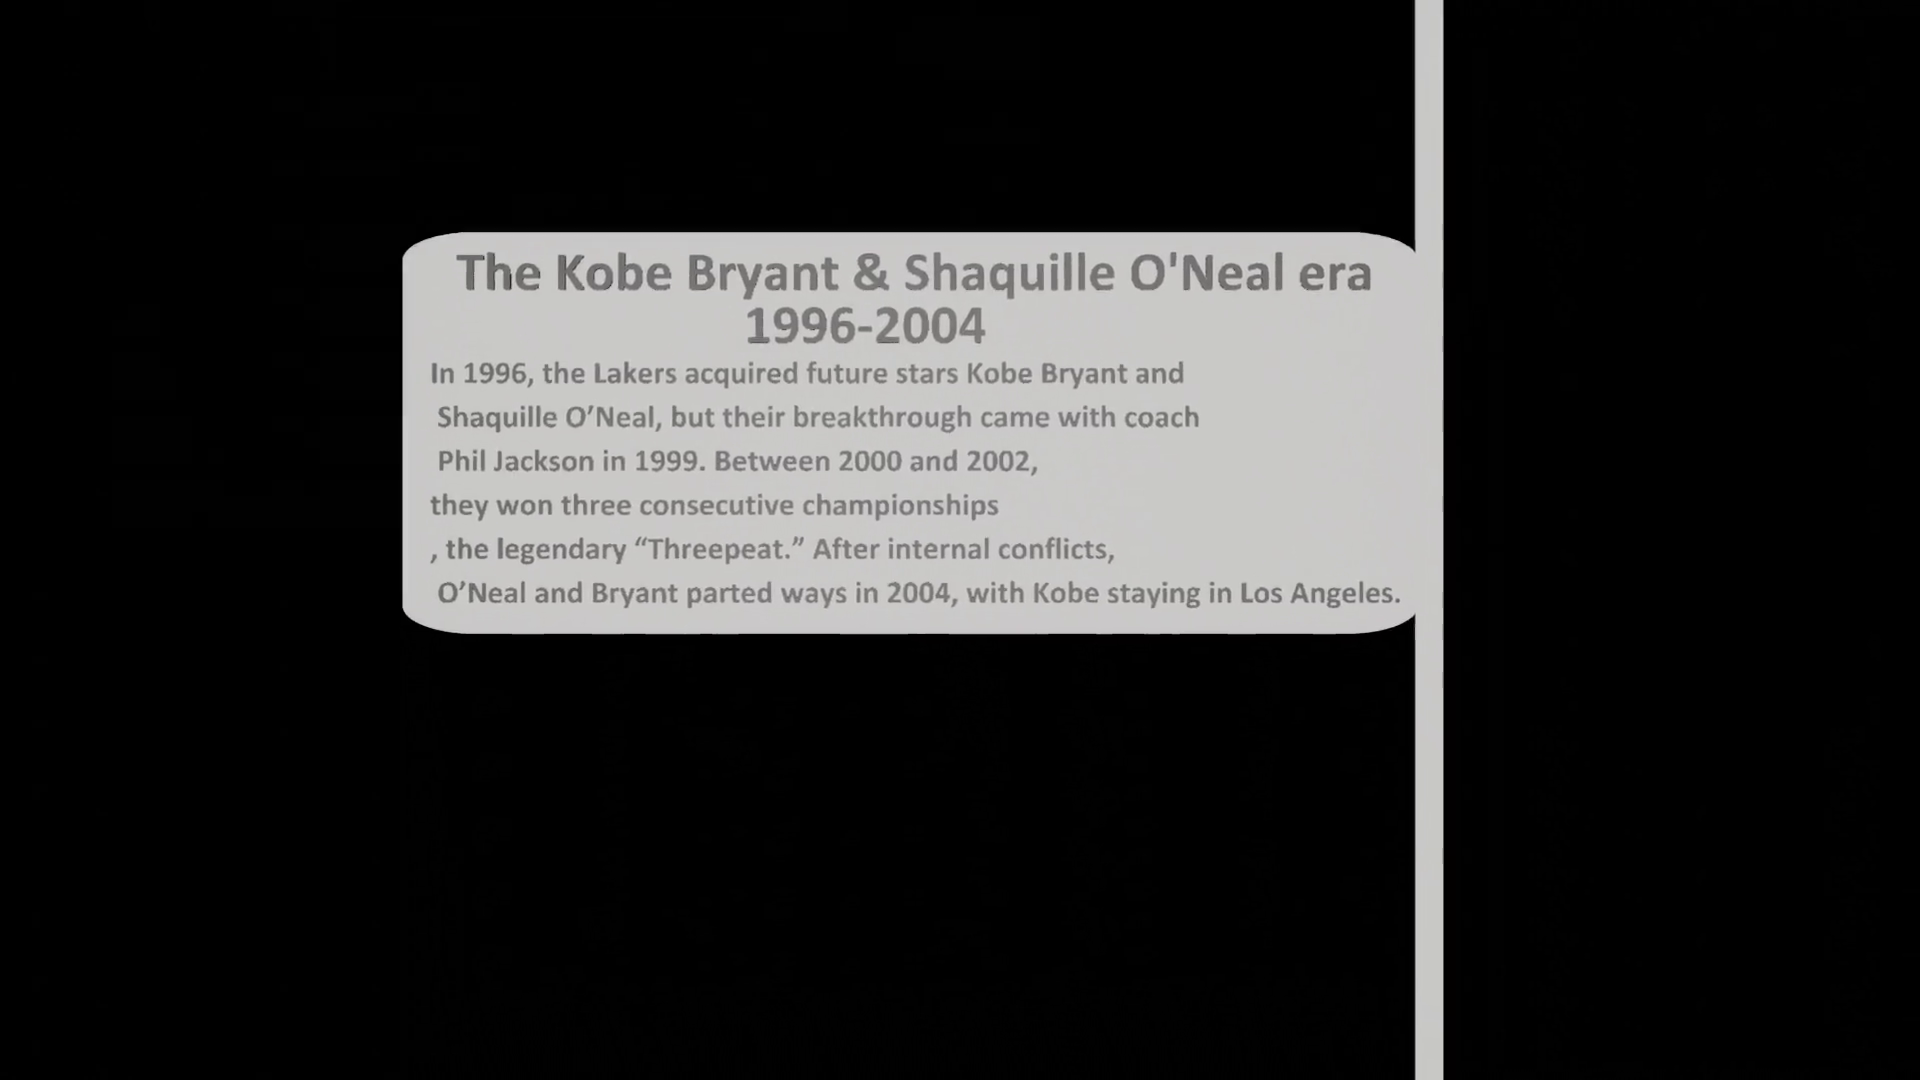 The Kobe Bryant & Shaquille O'Neal era
1996-2004
In 1996, the Lakers acquired future stars Kobe Bryant and
Shaquille O’Neal, but their breakthrough came with coach
Phil Jackson in 1999. Between 2000 and 2002,
they won three consecutive championships
, the legendary “Threepeat.” After internal conflicts,
O’Neal and Bryant parted ways in 2004, with Kobe staying in Los Angeles.